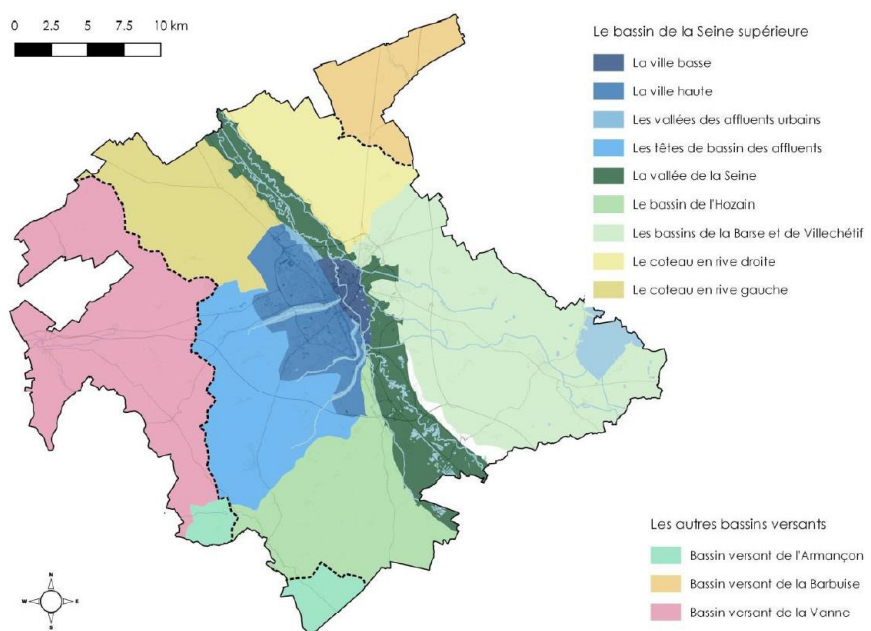 0 2.5 5 7.5 10 km
Le bassin de la Seine supérieure
La ville basse
La ville haute
Les vallées des affluents urbains
Les têtes de bassin des affluents
La vallée de la Seine
Le bassin de l'Hozain
Les bassins de la Barse et de Villechétif
Le coteau en rive droite
Le coteau en rive gauche
Les autres bassins versants
Bassin versant de l'Armançon
Bassin versant de la Barbuise
Bassin versant de la Vanne
N
W E
S